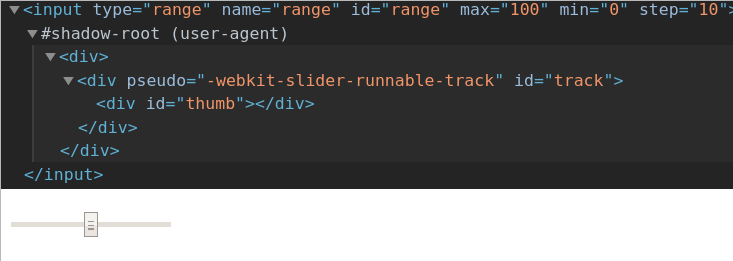 <input type="range" name="range" id="range" max="100" min="0" step="10">
#shadow-root (user-agent)
<div>
<div pseudo="-webkit-slider-runnable-track" id="track">
<div id="thumb"></div>
</div>
</div>
</input>